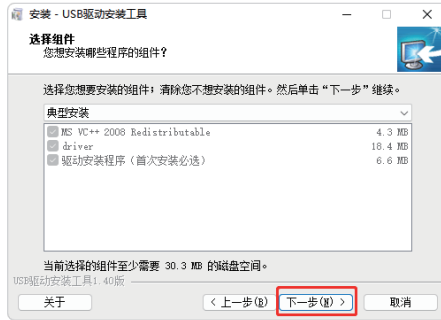 安装 - USB驱动安装工具
选择组件
您想安装哪些程序的组件?
选择您想要安装的组件;清除您不想安装的组件。然后单击“下一步”继续。
典型安装
MS VC++ 2008 Redistributable 4.3 MB
driver 18.4 MB
驱动安装程序（首次安装必选） 6.6 MB
当前选择的组件至少需要 30.3 MB 的磁盘空间。
USB驱动安装工具1.40版
关于 < 上一步(B) 下一步(N) > 取消